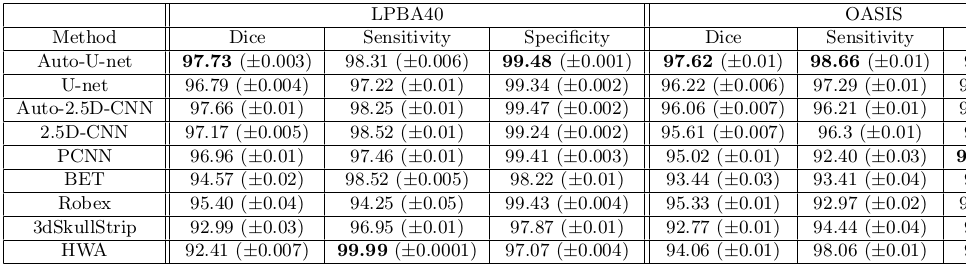 LPBA40 OASIS
Method Dice Sensitivity Specificity Dice Sensitivity
Auto-U-net 97.73 (±0.003) 98.31 (±0.006) 99.48 (±0.001) 97.62 (±0.01) 98.66 (±0.01)
U-net 96.79 (±0.004) 97.22 (±0.01) 99.34 (±0.002) 96.22 (±0.006) 97.29 (±0.01)
Auto-2.5D-CNN 97.66 (±0.01) 98.25 (±0.01) 99.47 (±0.002) 96.06 (±0.007) 96.21 (±0.01)
2.5D-CNN 97.17 (±0.005) 98.52 (±0.01) 99.24 (±0.002) 95.61 (±0.007) 96.3 (±0.01)
PCNN 96.96 (±0.01) 97.46 (±0.01) 99.41 (±0.003) 95.02 (±0.01) 92.40 (±0.03)
BET 94.57 (±0.02) 98.52 (±0.005) 98.22 (±0.01) 93.44 (±0.03) 93.41 (±0.04)
Robex 95.40 (±0.04) 94.25 (±0.05) 99.43 (±0.004) 95.33 (±0.01) 92.97 (±0.02)
3dSkullStrip 92.99 (±0.03) 96.95 (±0.01) 97.87 (±0.01) 92.77 (±0.01) 94.44 (±0.04)
HWA 92.41 (±0.007) 99.99 (±0.0001) 97.07 (±0.004) 94.06 (±0.01) 98.06 (±0.01)